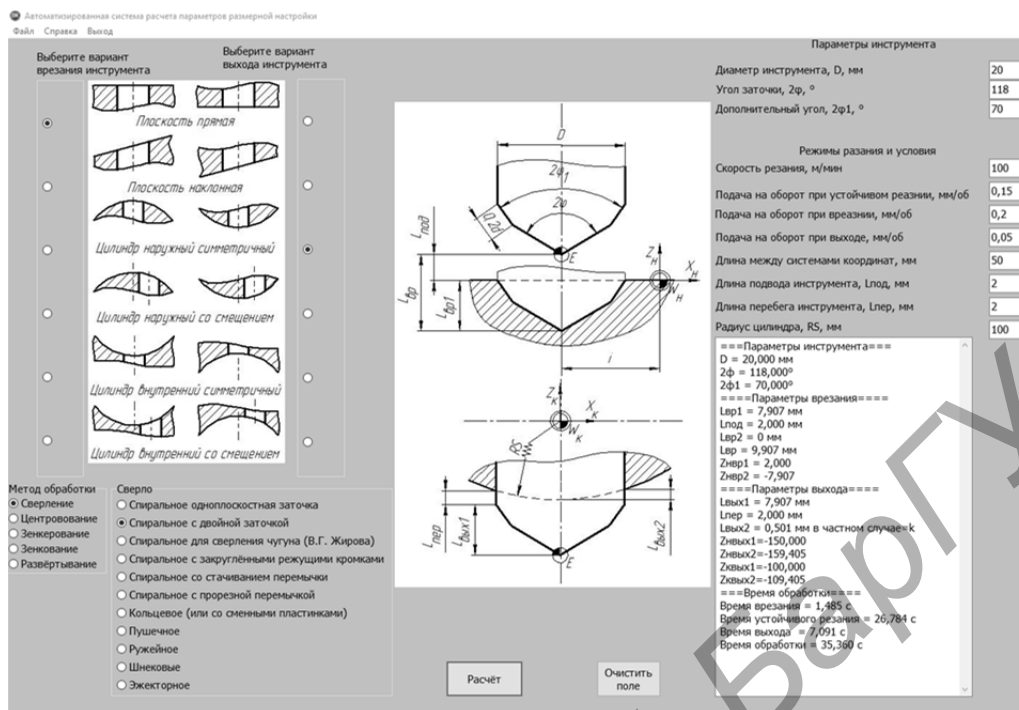 Автоматизированная система расчета параметров размерной настройки
Файл Справка Выход
Выберите вариант
врезания инструмента
Выберите вариант
выхода инструмента
Плоскость прямая
Плоскость наклонная
Цилиндр наружный симметричный
Цилиндр наружный со смещением
Цилиндр внутренний симметричный
Цилиндр внутренний со смещением
Метод обработки
Сверление
Центровование
Зенкерование
Зенкование
Развёртывание
Сверло
Спиральное одноплоскостная заточка
Спиральное с двойной заточкой
Спиральное для сверления чугуна (В.Г. Жирова)
Спиральное с закруглёнными режущими кромками
Спиральное со стачиванием перемычки
Спиральное с прорезной перемычкой
Кольцевое (или со сменными пластинками)
Пушечное
Ружейное
Шнековые
Эжекторное
D
2φ1
2φ
0,2d
Lпод
E
Zн
Xн
Wн
Lвр
Lвр1
i
Zк
Xк
Wк
RS
Lпер
Lвых1
Lвых2
E
Расчёт
Очистить
поле
Параметры инструмента
Диаметр инструмента, D, мм 20
Угол заточки, 2φ, ° 118
Дополнительный угол, 2φ1, ° 70
Режимы разания и условия
Скорость резания, м/мин 100
Подача на оборот при устойчивом реазнии, мм/об 0,15
Подача на оборот при вреазнии, мм/об 0,2
Подача на оборот при выходе, мм/об 0,05
Длина между системами координат, мм 50
Длина подвода инструмента, Lпод, мм 2
Длина перебега инструмента, Lпер, мм 2
Радиус цилиндра, RS, мм 100
===Параметры инструмента===
D = 20,000 мм
2ф = 118,000°
2ф1 = 70,000°
====Параметры врезания====
Lвр1 = 7,907 мм
Lпод = 2,000 мм
Lвр2 = 0 мм
Lвр = 9,907 мм
Zнвр1 = 2,000
Zнвр2 = -7,907
====Параметры выхода====
Lвых1 = 7,907 мм
Lпер = 2,000 мм
Lвых2 = 0,501 мм в частном случае=k
Zнвых1=-150,000
Zнвых2=-159,405
Zквых1=-100,000
Zквых2=-109,405
===Время обработки====
Время врезания = 1,485 с
Время устойчивого резания = 26,784 с
Время выхода = 7,091 с
Время обработки = 35,360 с
БарГУ